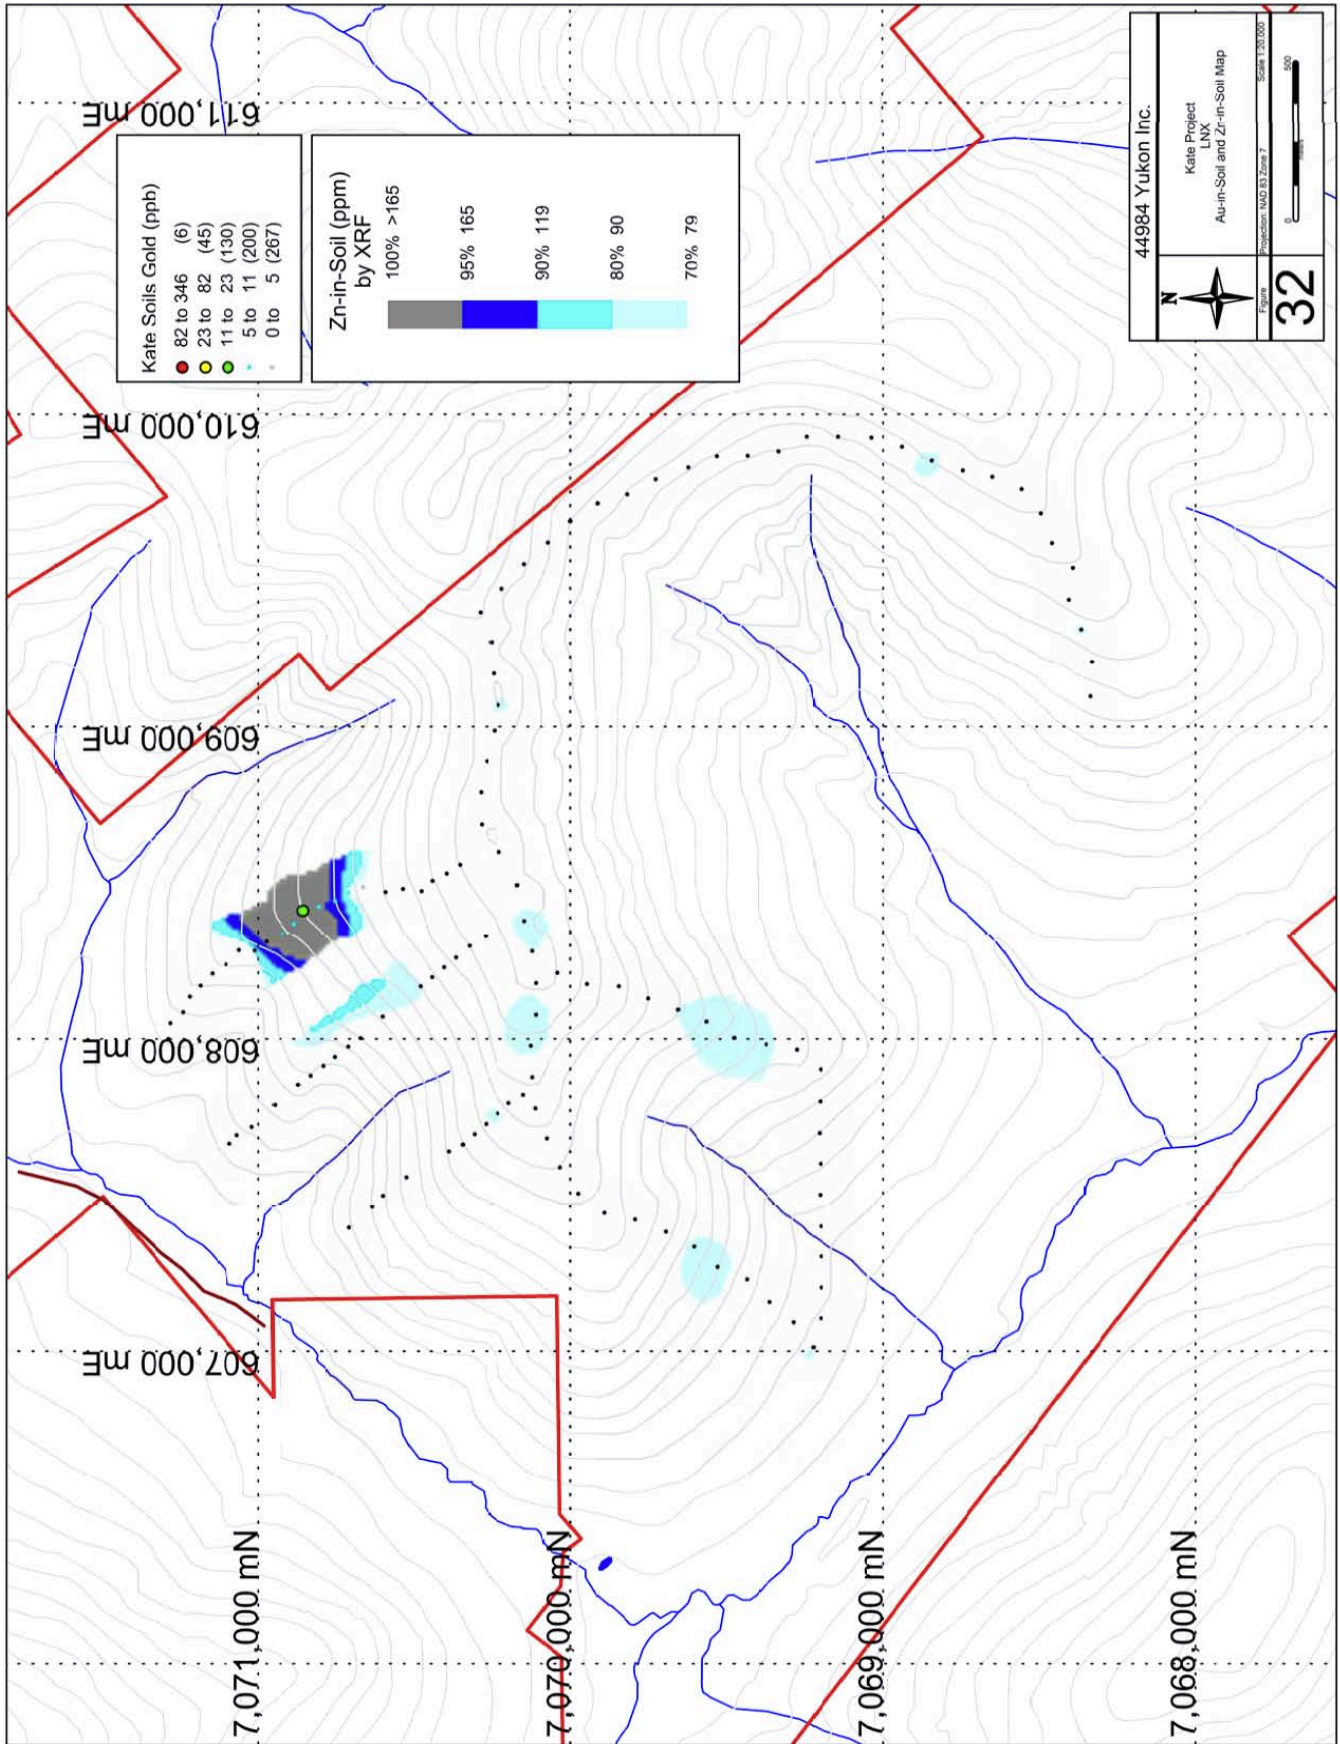 611,000 mE
610,000 mE
609,000 mE
608,000 mE
607,000 mE
7,071,000 mN
7,070,000 mN
7,069,000 mN
7,068,000 mN
Kate Soils Gold (ppb)
82 to 346 (6)
23 to 82 (45)
11 to 23 (130)
5 to 11 (200)
0 to 5 (267)
Zn-in-Soil (ppm)
by XRF
100% >165
95% 165
90% 119
80% 90
70% 79
44984 Yukon Inc.
N
Kate Project
LNX
Au-in-Soil and Zr-in-Soil Map
Figure
32
Projection: NAD 83 Zone 7
Scale 1:20,000
0
500
meters